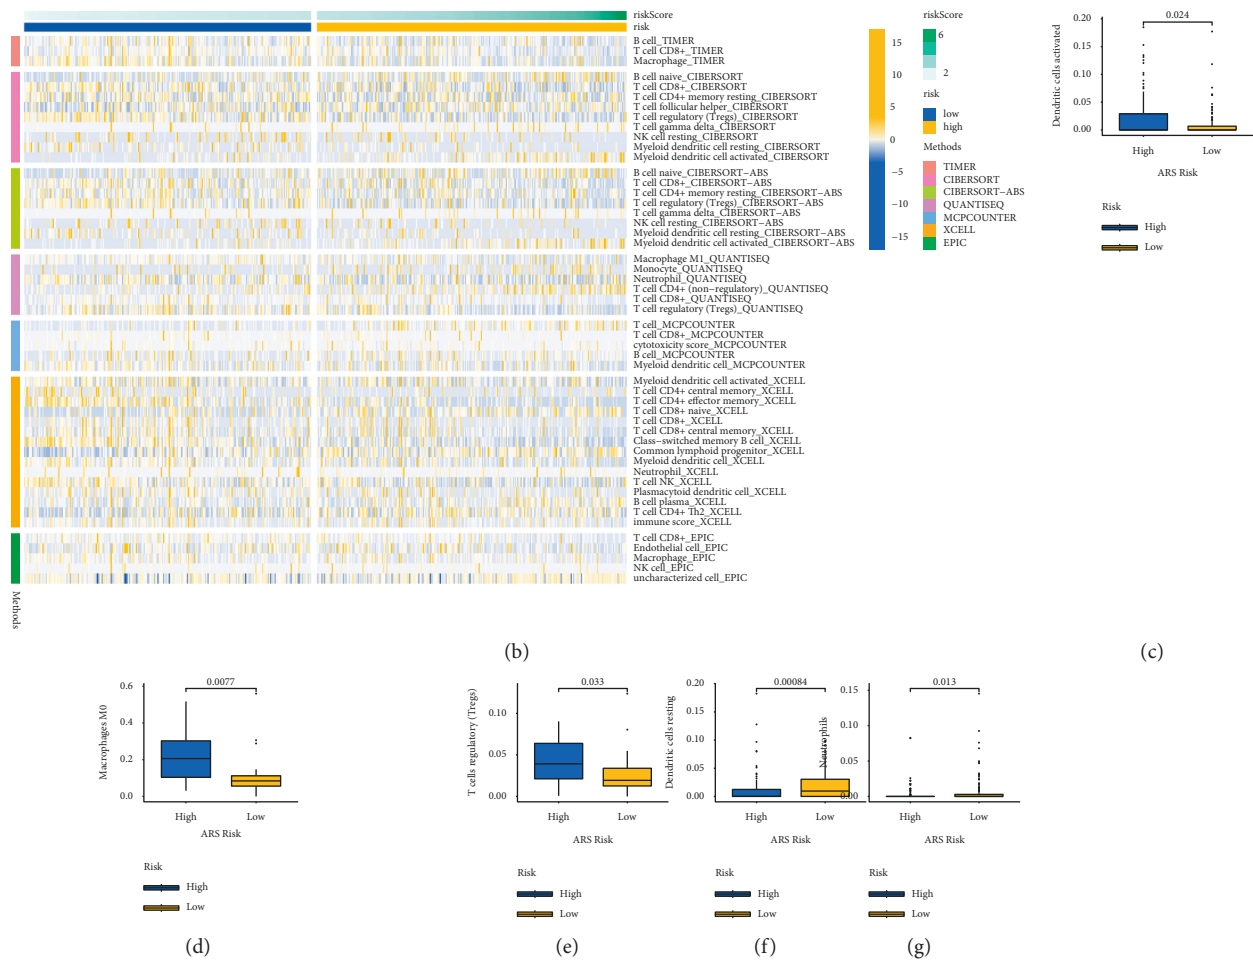 riskScore
risk
B cell_TIMER
T cell CD8+_TIMER
Macrophage_TIMER
B cell naive_CIBERSORT
T cell CD8+_CIBERSORT
T cell CD4+ memory resting_CIBERSORT
T cell follicular helper_CIBERSORT
T cell regulatory (Tregs)_CIBERSORT
T cell gamma delta_CIBERSORT
NK cell resting_CIBERSORT
Myeloid dendritic cell resting_CIBERSORT
Myeloid dendritic cell activated_CIBERSORT
B cell naive_CIBERSORT−ABS
T cell CD8+_CIBERSORT−ABS
T cell CD4+ memory resting_CIBERSORT−ABS
T cell regulatory (Tregs)_CIBERSORT−ABS
T cell gamma delta_CIBERSORT−ABS
NK cell resting_CIBERSORT−ABS
Myeloid dendritic cell resting_CIBERSORT−ABS
Myeloid dendritic cell activated_CIBERSORT−ABS
Macrophage M1_QUANTISEQ
Monocyte_QUANTISEQ
Neutrophil_QUANTISEQ
T cell CD4+ (non−regulatory)_QUANTISEQ
T cell CD8+_QUANTISEQ
T cell regulatory (Tregs)_QUANTISEQ
T cell_MCPCOUNTER
T cell CD8+_MCPCOUNTER
cytotoxicity score_MCPCOUNTER
B cell_MCPCOUNTER
Myeloid dendritic cell_MCPCOUNTER
Myeloid dendritic cell activated_XCELL
T cell CD4+ central memory_XCELL
T cell CD4+ effector memory_XCELL
T cell CD8+ naive_XCELL
T cell CD8+_XCELL
T cell CD8+ central memory_XCELL
Class−switched memory B cell_XCELL
Common lymphoid progenitor_XCELL
Myeloid dendritic cell_XCELL
Neutrophil_XCELL
T cell NK_XCELL
Plasmacytoid dendritic cell_XCELL
B cell plasma_XCELL
T cell CD4+ Th2_XCELL
immune score_XCELL
T cell CD8+_EPIC
Endothelial cell_EPIC
Macrophage_EPIC
NK cell_EPIC
uncharacterized cell_EPIC
Methods
15
10
5
0
−5
−10
−15
riskScore
6
2
risk
low
high
Methods
TIMER
CIBERSORT
CIBERSORT−ABS
QUANTISEQ
MCPCOUNTER
XCELL
EPIC
(b)
Dendritic cells activated
0.20
0.15
0.10
0.05
0.00
0.024
High Low
ARS Risk
Risk
High
Low
(c)
Macrophages M0
0.6
0.4
0.2
0.0
0.0077
High Low
ARS Risk
Risk
High
Low
(d)
T cells regulatory (Tregs)
0.10
0.05
0.00
0.033
High Low
ARS Risk
Risk
High
Low
(e)
Dendritic cells resting
0.20
0.15
0.10
0.05
0.00
0.00084
High Low
ARS Risk
Risk
High
Low
(f)
Neutrophils
0.15
0.10
0.00
0.013
High Low
ARS Risk
Risk
High
Low
(g)